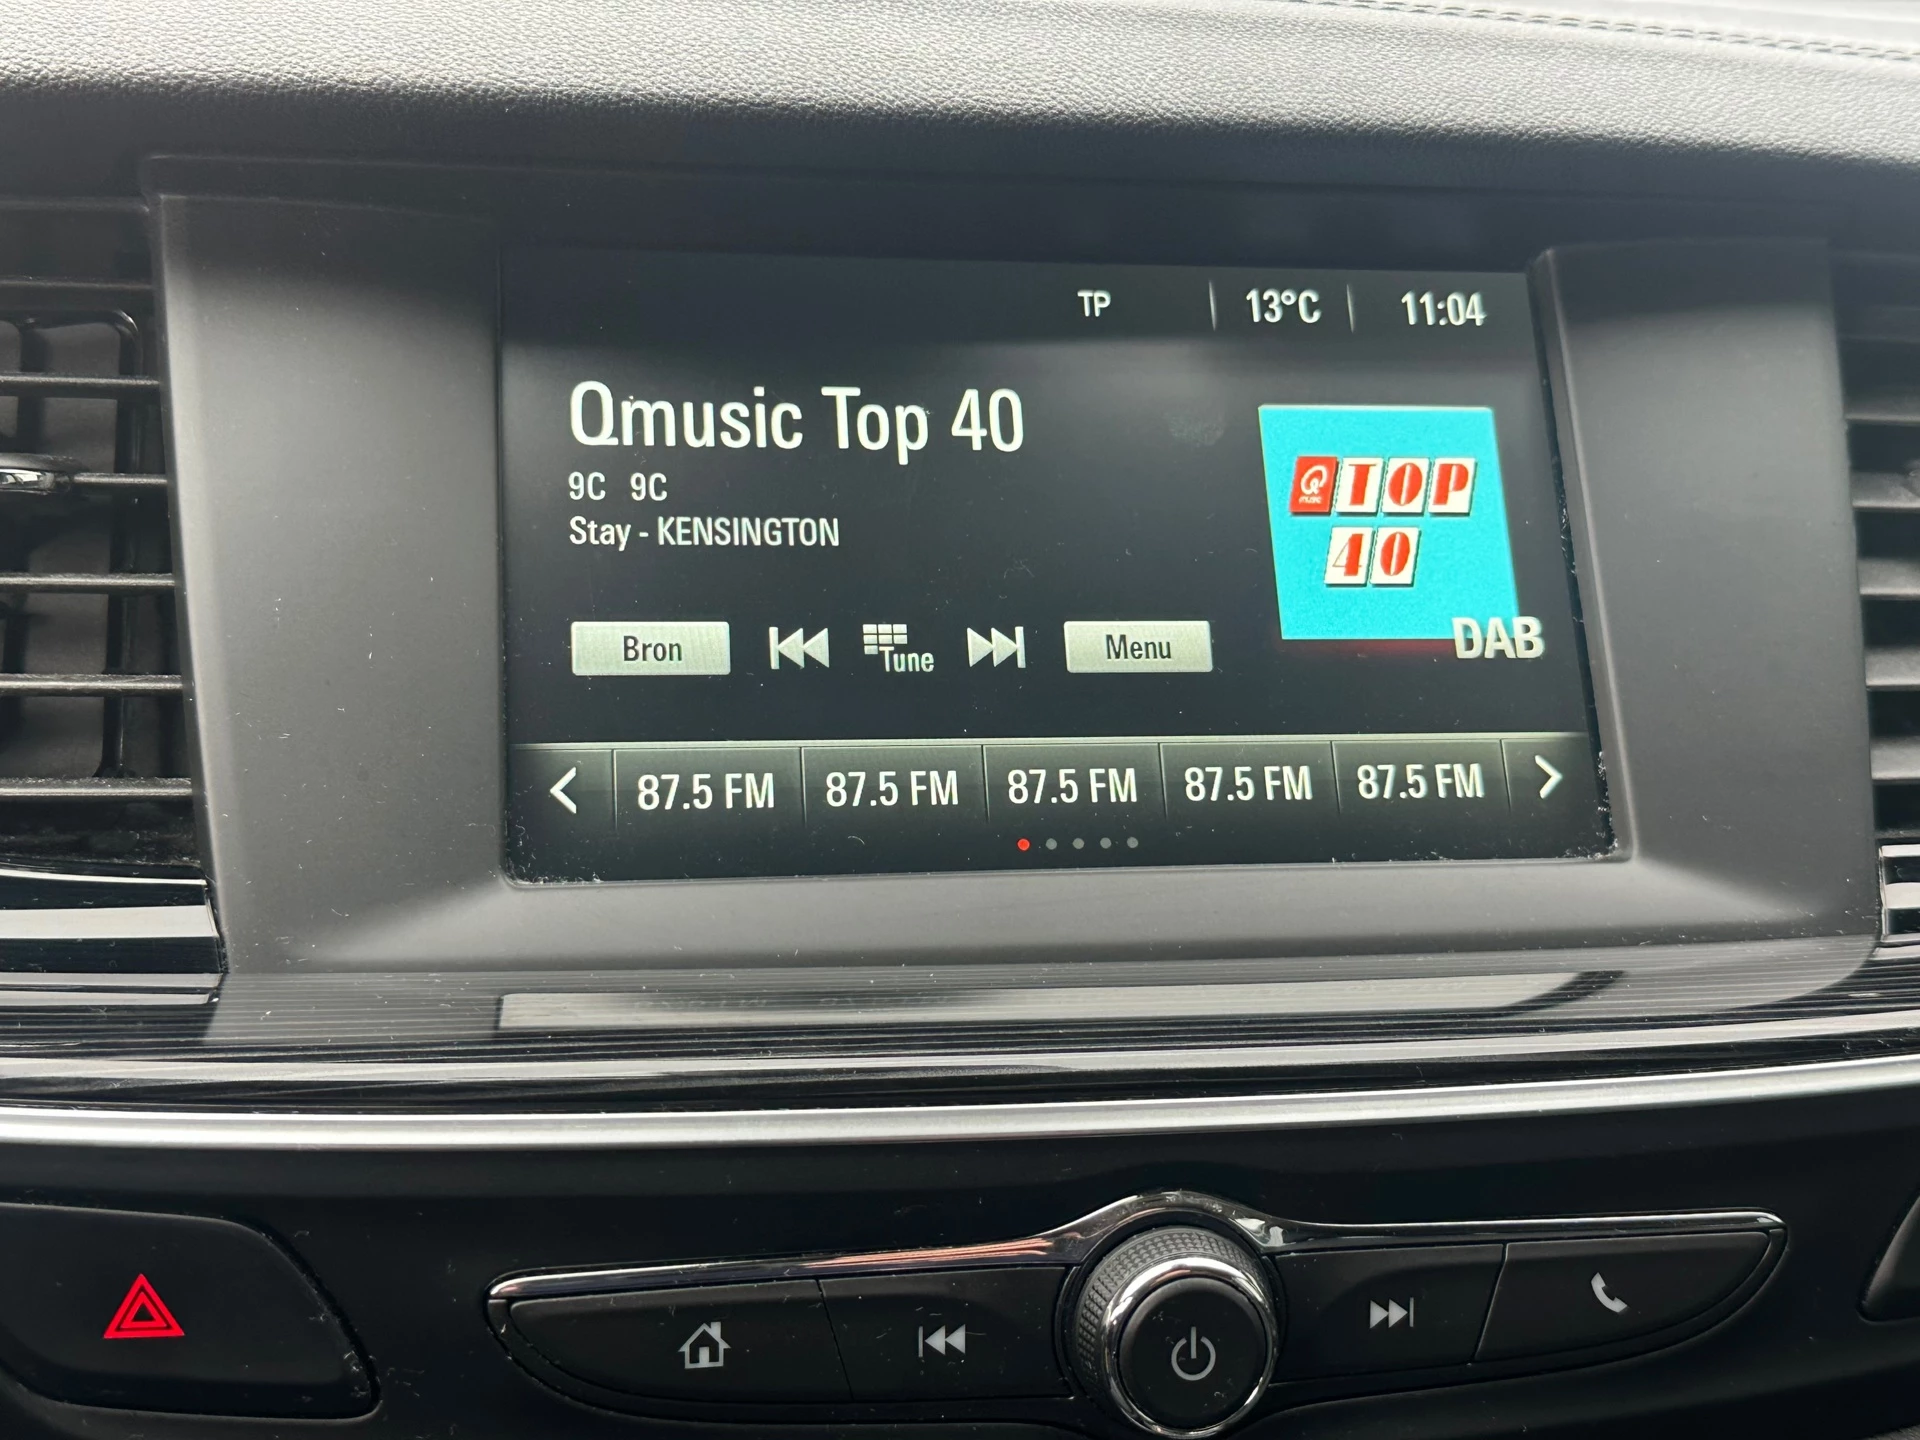 TP 13°C 11:04
Qmusic Top 40
9C 9C
Stay - KENSINGTON
Q music TOP
40
DAB
Bron Tune Menu
87.5 FM 87.5 FM 87.5 FM 87.5 FM 87.5 FM